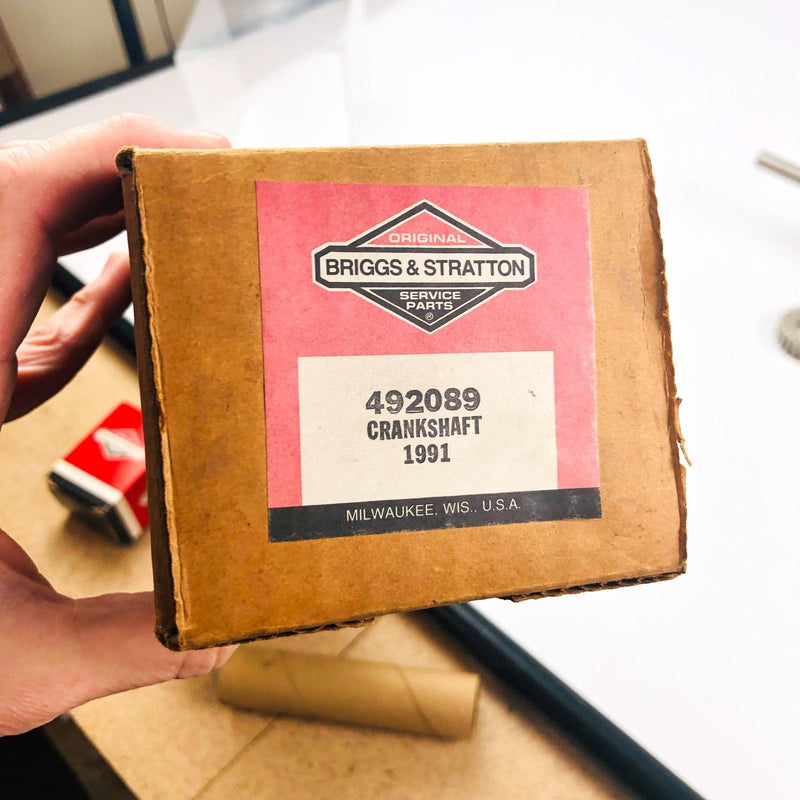 ORIGINAL
BRIGGS & STRATTON
SERVICE
PARTS
®
492089
CRANKSHAFT
1991
MILWAUKEE, WIS., U.S.A.